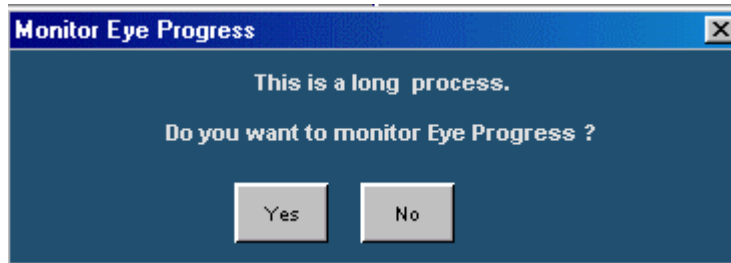 Monitor Eye Progress
This is a long process.
Do you want to monitor Eye Progress ?
Yes No